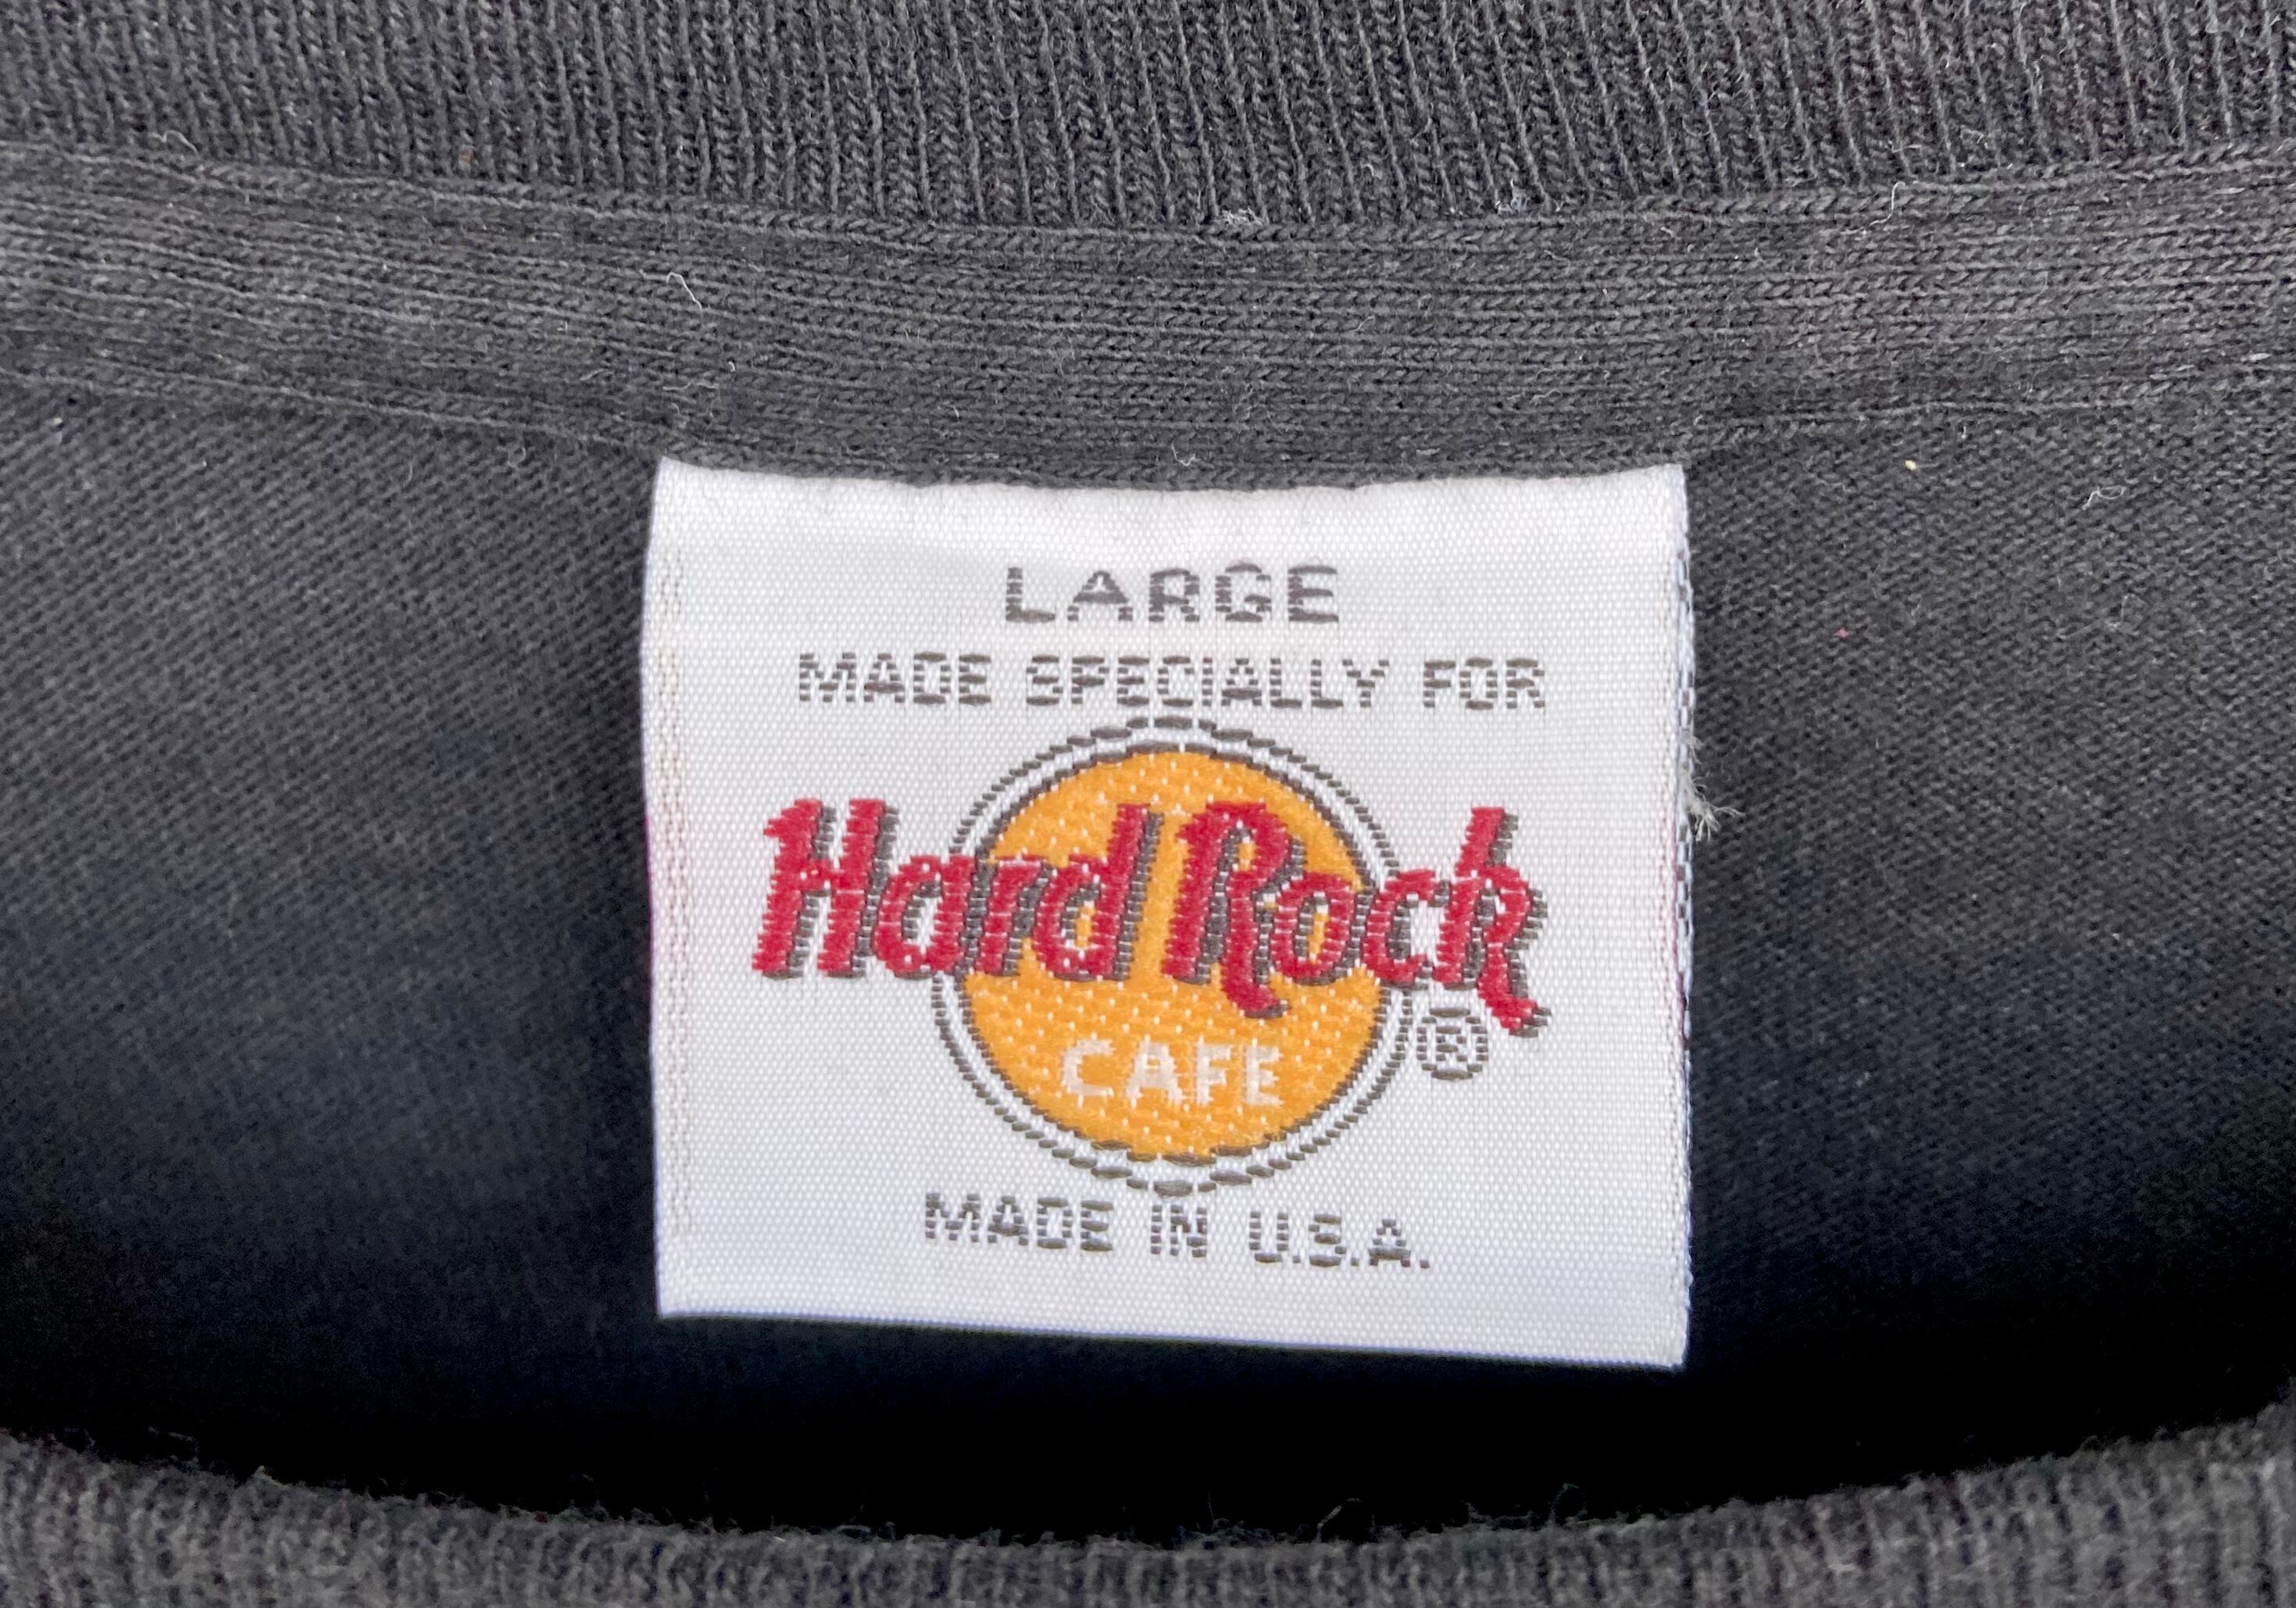 LARGE
MADE SPECIALLY FOR
Hard Rock
CAFE
®
MADE IN U.S.A.